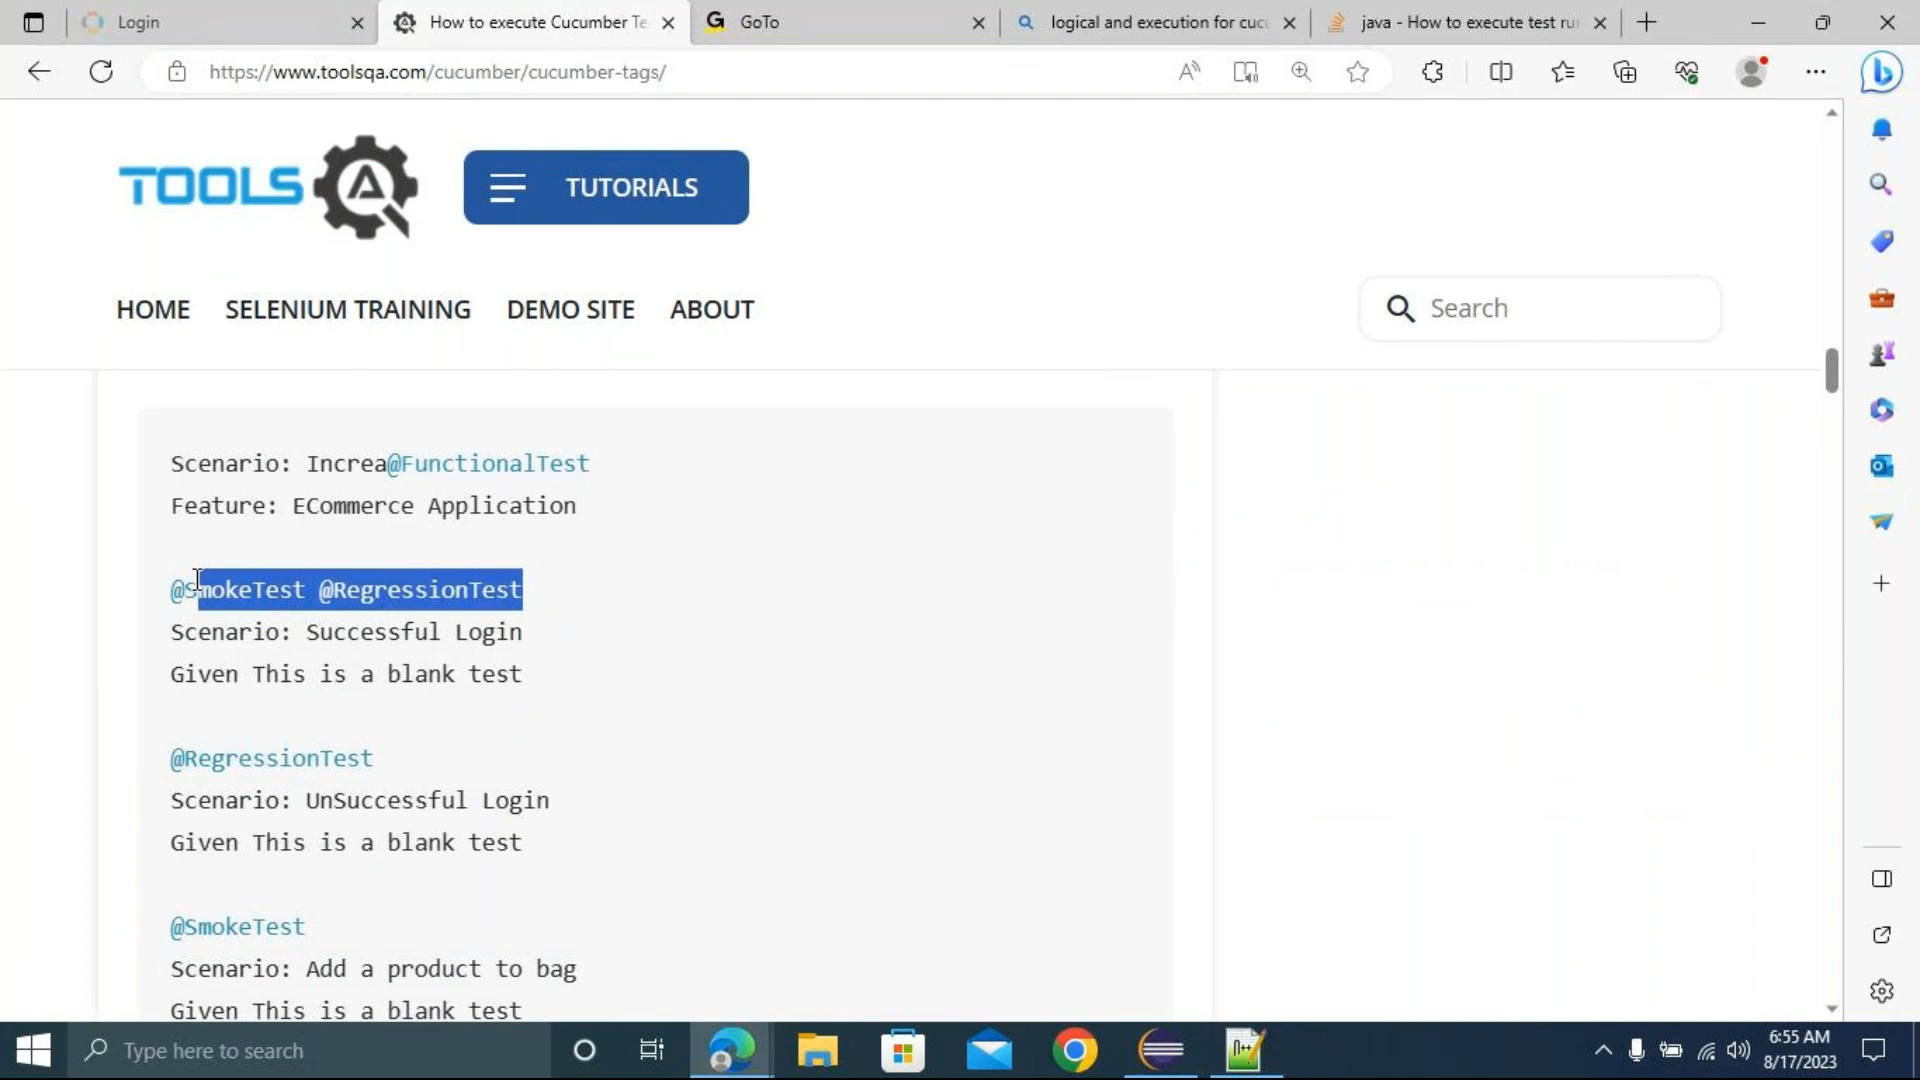 Login
How to execute Cucumber Te
GoTo
logical and execution for cucu
java - How to execute test ru
https://www.toolsqa.com/cucumber/cucumber-tags/
TOOLS
TUTORIALS
HOME SELENIUM TRAINING DEMO SITE ABOUT
Search
Scenario: Increa@FunctionalTest
Feature: ECommerce Application
@SmokeTest @RegressionTest
Scenario: Successful Login
Given This is a blank test
@RegressionTest
Scenario: UnSuccessful Login
Given This is a blank test
@SmokeTest
Scenario: Add a product to bag
Given This is a blank test
Type here to search
6:55 AM
8/17/2023